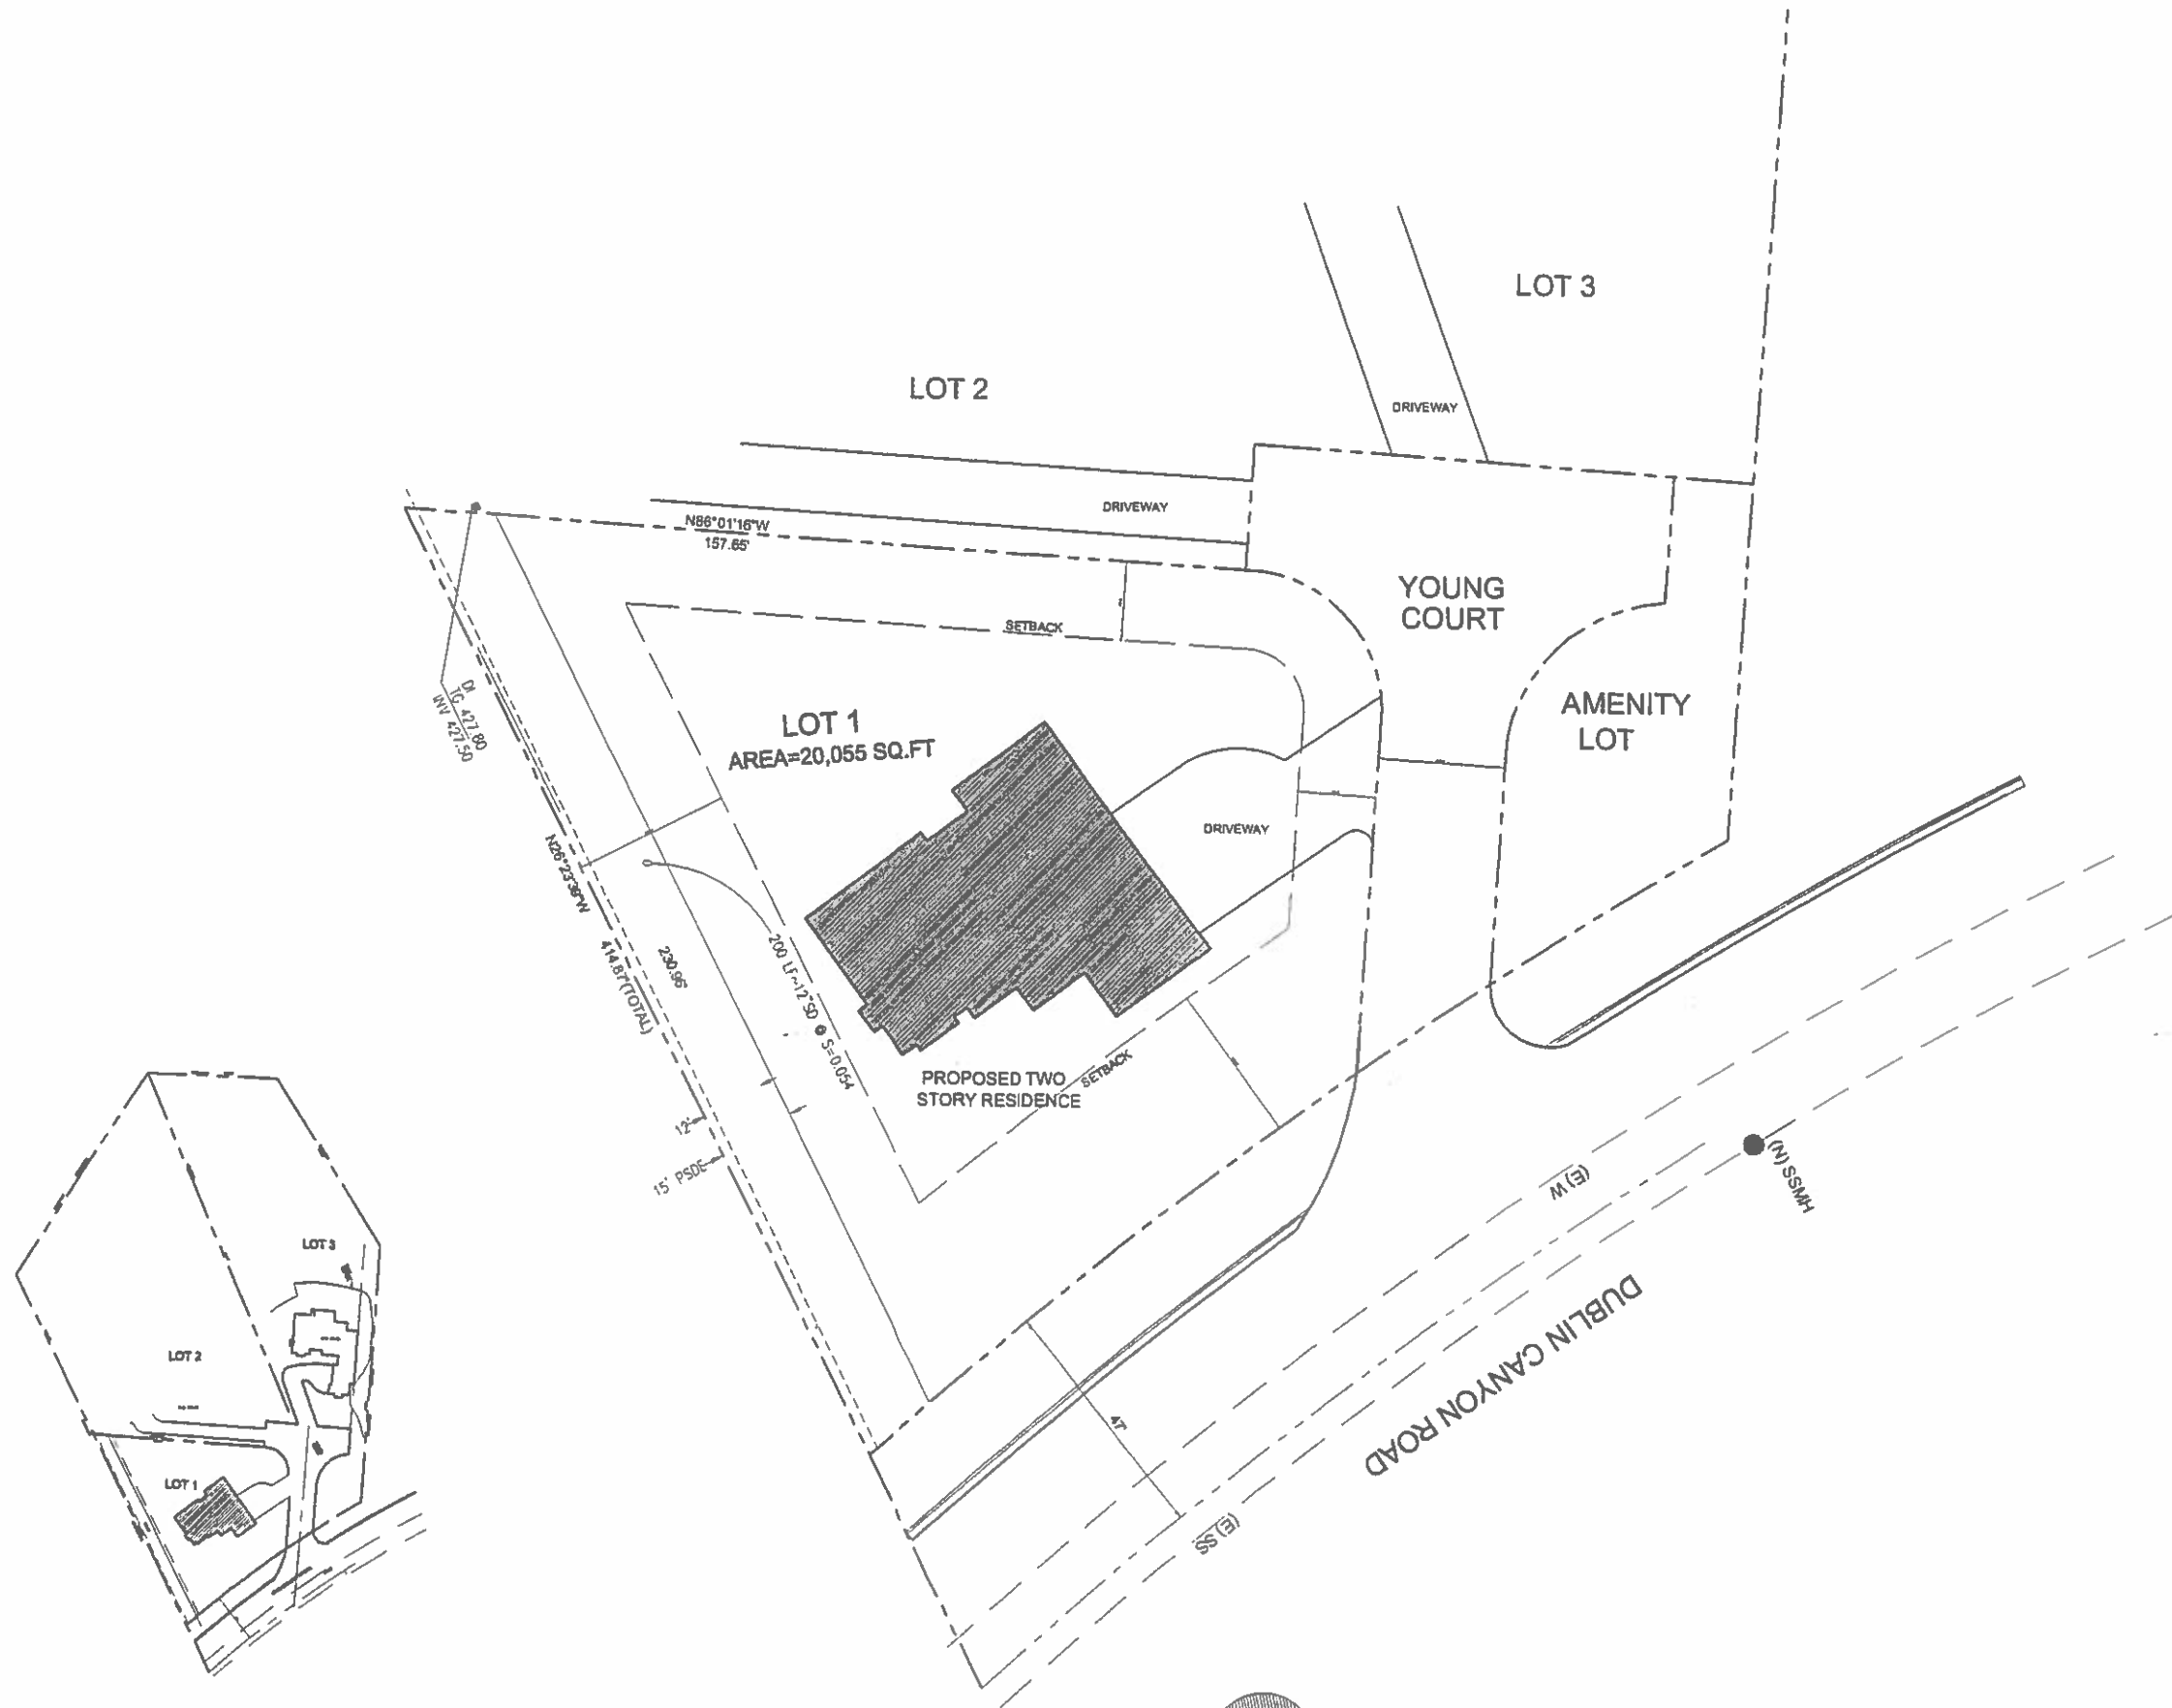 LOT 3
LOT 2
DRIVEWAY
DRIVEWAY
N86°01'16"W
157.65'
YOUNG
COURT
SETBACK
DI
TG 427.80
INV 427.50
LOT 1
AREA=20,055 SQ.FT
AMENITY
LOT
DRIVEWAY
N26°23'39"W
414.87'(TOTAL)
230.96'
200 LF~12"SD @ S=0.054
PROPOSED TWO
STORY RESIDENCE
SETBACK
12'
15' PSDE
(N) SSMH
(E) W
DUBLIN CANYON ROAD
47'
(E) SS
LOT 3
LOT 2
LOT 1